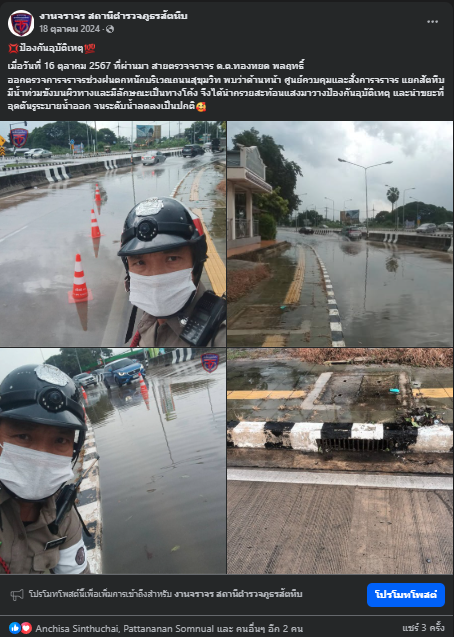 งานจราจร สถานีตำรวจภูธรสัตหีบ
18 ตุลาคม 2024
💢ป้องกันอุบัติเหตุ💯
เมื่อวันที่ 16 ตุลาคม 2567 ที่ผ่านมา สายตรวจจราจร ด.ต.ทองหยด พลฤทธิ์
ออกตรวจการจราจรช่วงฝนตกหนักบริเวณถนนสุขุมวิท พบว่าด้านหน้า ศูนย์ควบคุมและสั่งการจราจร แยกสัตหีบ
มีน้ำท่วมขังบนผิวทางและมีลักษณะเป็นทางโค้ง จึงได้นำกรวยสะท้อนแสงมาวางป้องกันอุบัติเหตุ และนำขยะที่
อุดตันรูระบายน้ำออก จนระดับน้ำลดลงเป็นปกติ🥰
โปรโมทโพสต์นี้เพื่อเพิ่มการเข้าถึงสำหรับ งานจราจร สถานีตำรวจภูธรสัตหีบ
โปรโมทโพสต์
Anchisa Sinthuchai, Pattananan Somnual และ คนอื่นๆ อีก 2 คน
แชร์ 3 ครั้ง